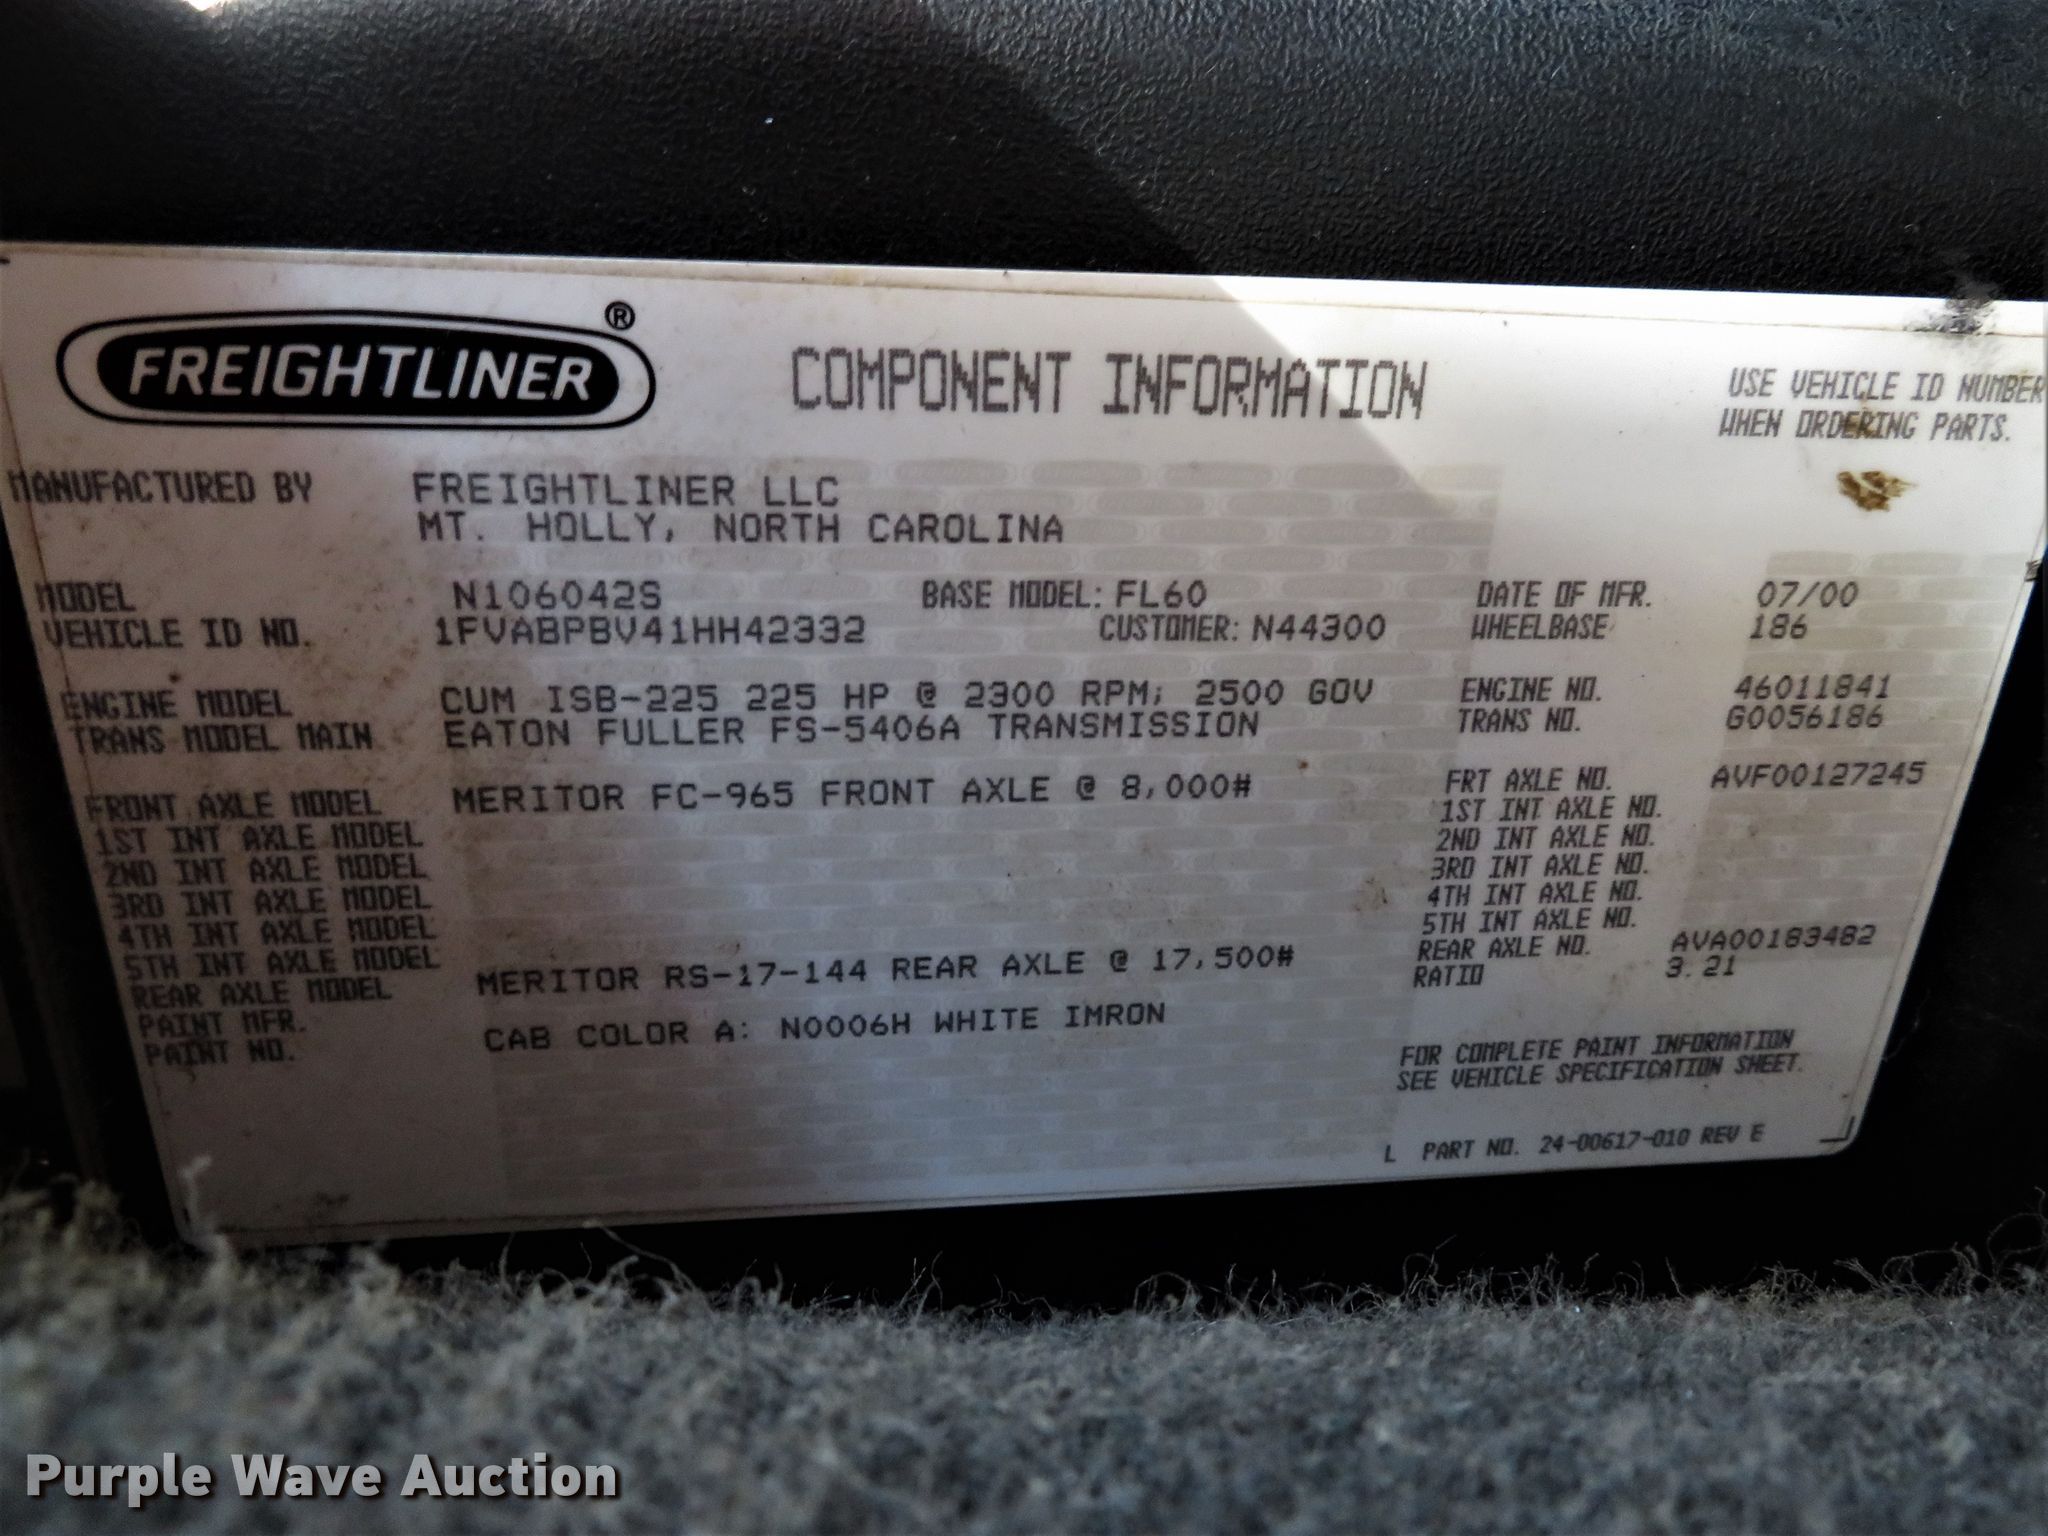 FREIGHTLINER®
COMPONENT INFORMATION
USE VEHICLE ID NUMBER
WHEN ORDERING PARTS.
MANUFACTURED BY FREIGHTLINER LLC
MT. HOLLY, NORTH CAROLINA
MODEL N106042S BASE MODEL: FL60 DATE OF MFR. 07/00
VEHICLE ID NO. 1FVABPBV41HH42332 CUSTOMER: N44300 WHEELBASE 186
ENGINE MODEL CUM ISB-225 225 HP @ 2300 RPM; 2500 GOV ENGINE NO. 46011841
TRANS MODEL MAIN EATON FULLER FS-5406A TRANSMISSION TRANS NO. G0056186
FRONT AXLE MODEL MERITOR FC-965 FRONT AXLE @ 8,000# FRT AXLE NO. AVF00127245
1ST INT AXLE MODEL 1ST INT AXLE NO.
2ND INT AXLE MODEL 2ND INT AXLE NO.
3RD INT AXLE MODEL 3RD INT AXLE NO.
4TH INT AXLE MODEL 4TH INT AXLE NO.
5TH INT AXLE MODEL 5TH INT AXLE NO.
REAR AXLE MODEL MERITOR RS-17-144 REAR AXLE @ 17,500# REAR AXLE NO. AVA00183482
RATIO 3.21
PAINT MFR.
PAINT NO. CAB COLOR A: N0006H WHITE IMRON
FOR COMPLETE PAINT INFORMATION
SEE VEHICLE SPECIFICATION SHEET.
L PART NO. 24-00617-010 REV E
Purple Wave Auction